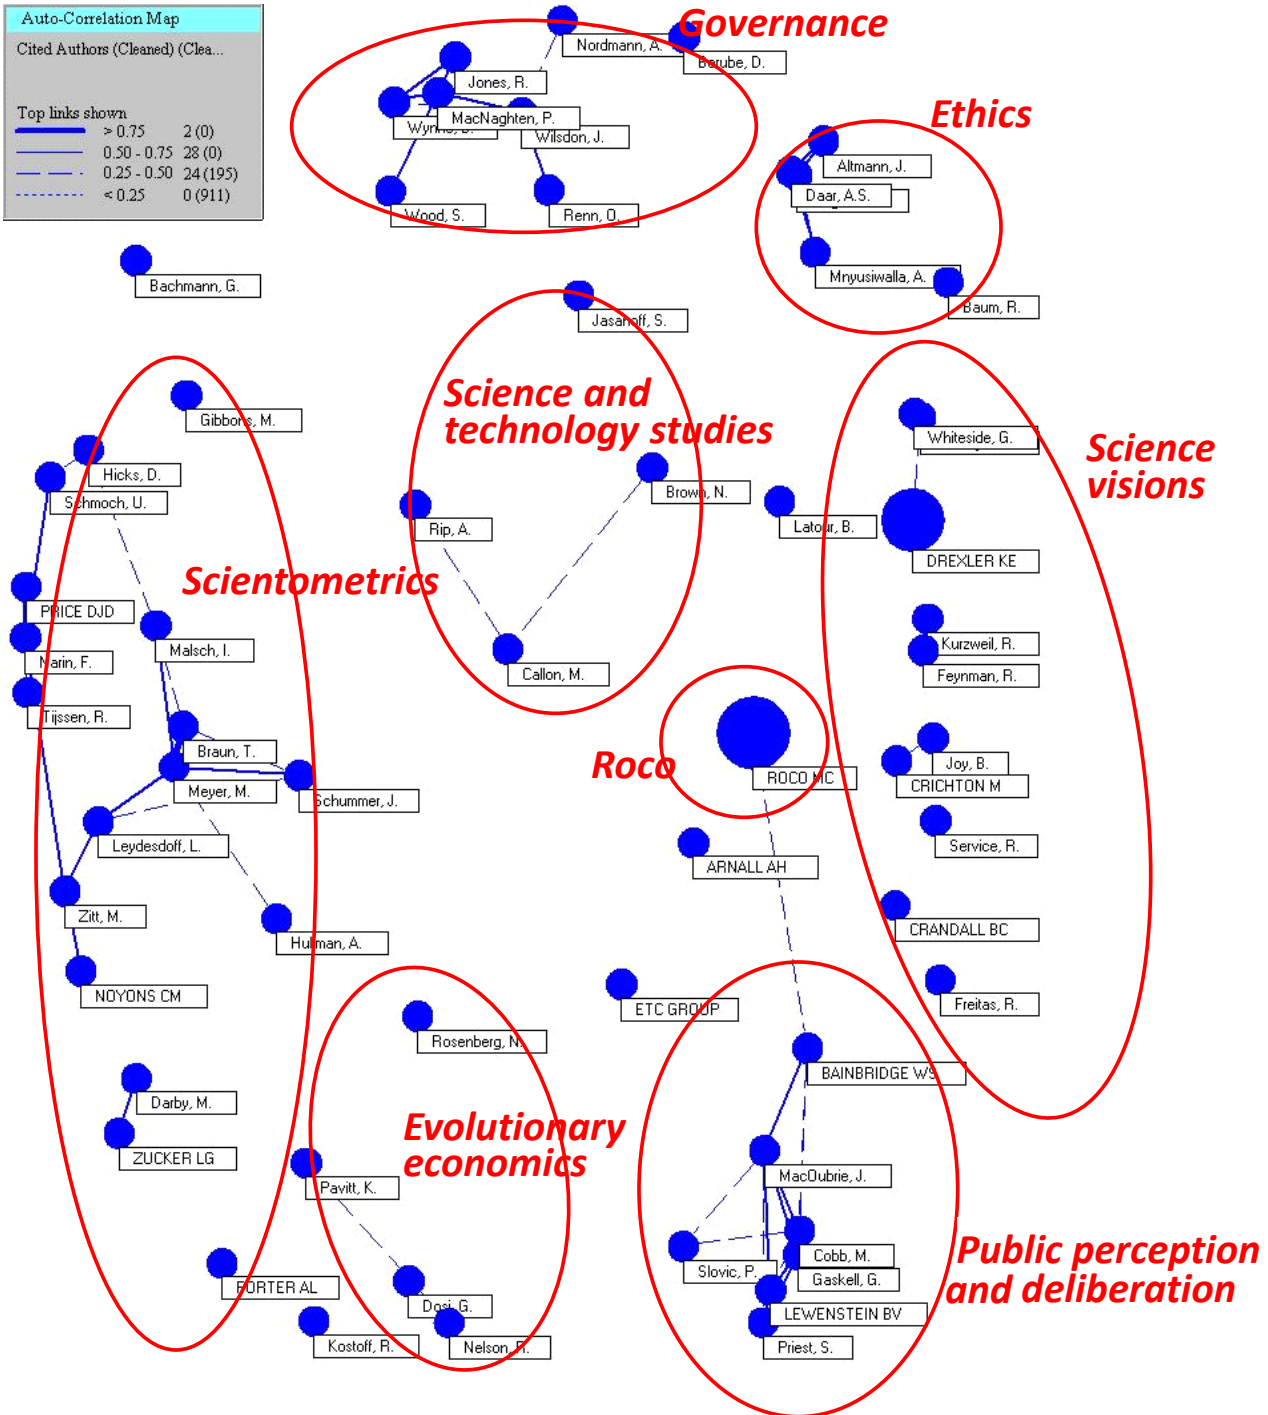 Auto-Correlation Map
Cited Authors (Cleaned) (Clea...
Top links shown
> 0.75 2 (0)
0.50 - 0.75 28 (0)
0.25 - 0.50 24 (195)
< 0.25 0 (911)
Governance
Nordmann, A.
Berube, D.
Jones, R.
MacNaghten, P.
Wynne, B.
Wilsdon, J.
Wood, S.
Renn, O.
Ethics
Altmann, J.
Daar, A.S.
Mnyusiwalla, A.
Baum, R.
Bachmann, G.
Jasanoff, S.
Science and
technology studies
Brown, N.
Rip, A.
Callon, M.
Latour, B.
Science
visions
Whiteside, G.
DREXLER KE
Kurzweil, R.
Feynman, R.
Joy, B.
CRICHTON M
Service, R.
CRANDALL BC
Freitas, R.
Gibbons, M.
Hicks, D.
Schmoch, U.
Scientometrics
PRICE DJD
Narin, F.
Tijssen, R.
Malsch, I.
Braun, T.
Meyer, M.
Schummer, J.
Leydesdoff, L.
Zitt, M.
Hulman, A.
NOYONS CM
Darby, M.
ZUCKER LG
PORTER AL
Kostoff, R.
Roco
ROCO MC
ARNALL AH
ETC GROUP
Rosenberg, N.
Evolutionary
economics
Pavitt, K.
Dosi, G.
Nelson, R.
BAINBRIDGE WS
MacOubrie, J.
Slovic, P.
Cobb, M.
Gaskell, G.
LEWENSTEIN BV
Priest, S.
Public perception
and deliberation